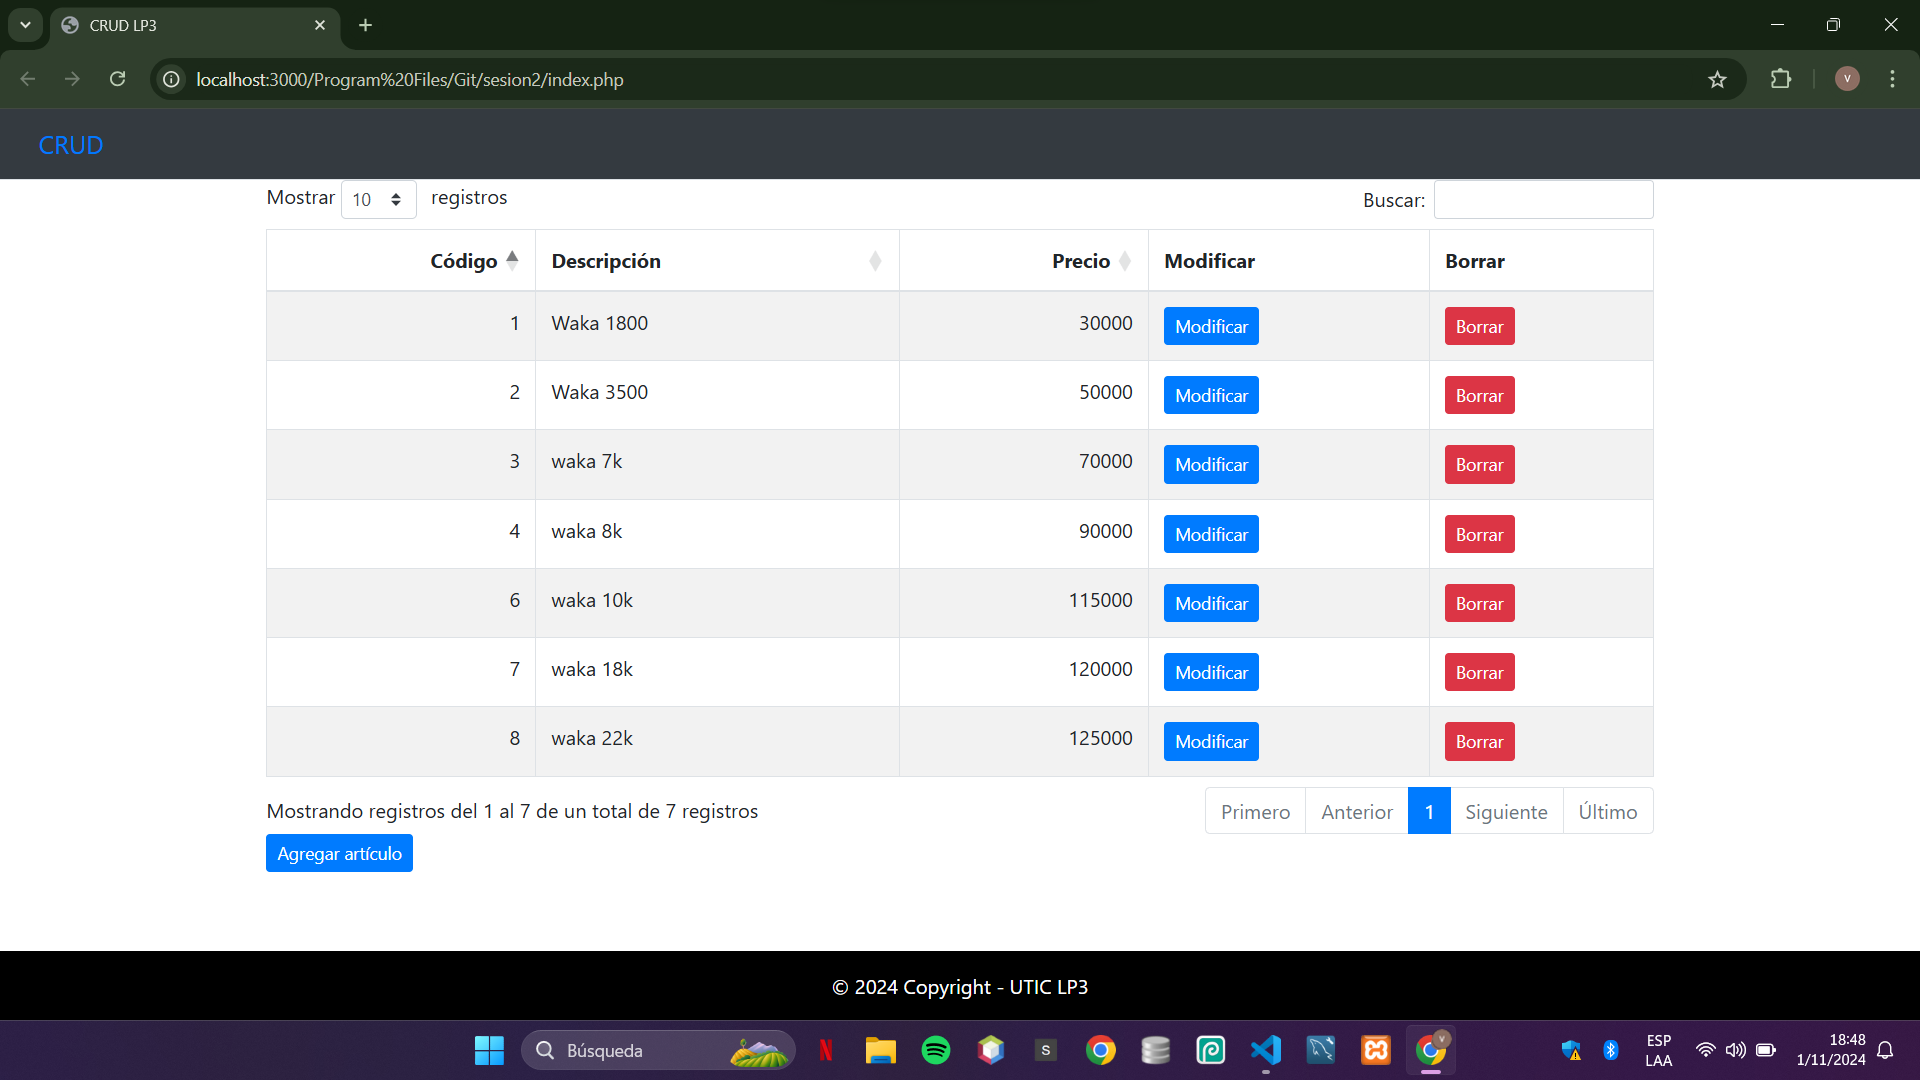 CRUD LP3
localhost:3000/Program%20Files/Git/sesion2/index.php
V
CRUD
Mostrar 10 registros
Buscar:
Código Descripción Precio Modificar Borrar
1 Waka 1800 30000 Modificar Borrar
2 Waka 3500 50000 Modificar Borrar
3 waka 7k 70000 Modificar Borrar
4 waka 8k 90000 Modificar Borrar
6 waka 10k 115000 Modificar Borrar
7 waka 18k 120000 Modificar Borrar
8 waka 22k 125000 Modificar Borrar
Mostrando registros del 1 al 7 de un total de 7 registros
Primero Anterior 1 Siguiente Último
Agregar artículo
© 2024 Copyright - UTIC LP3
Búsqueda
N
S
V
ESP
LAA
18:48
1/11/2024